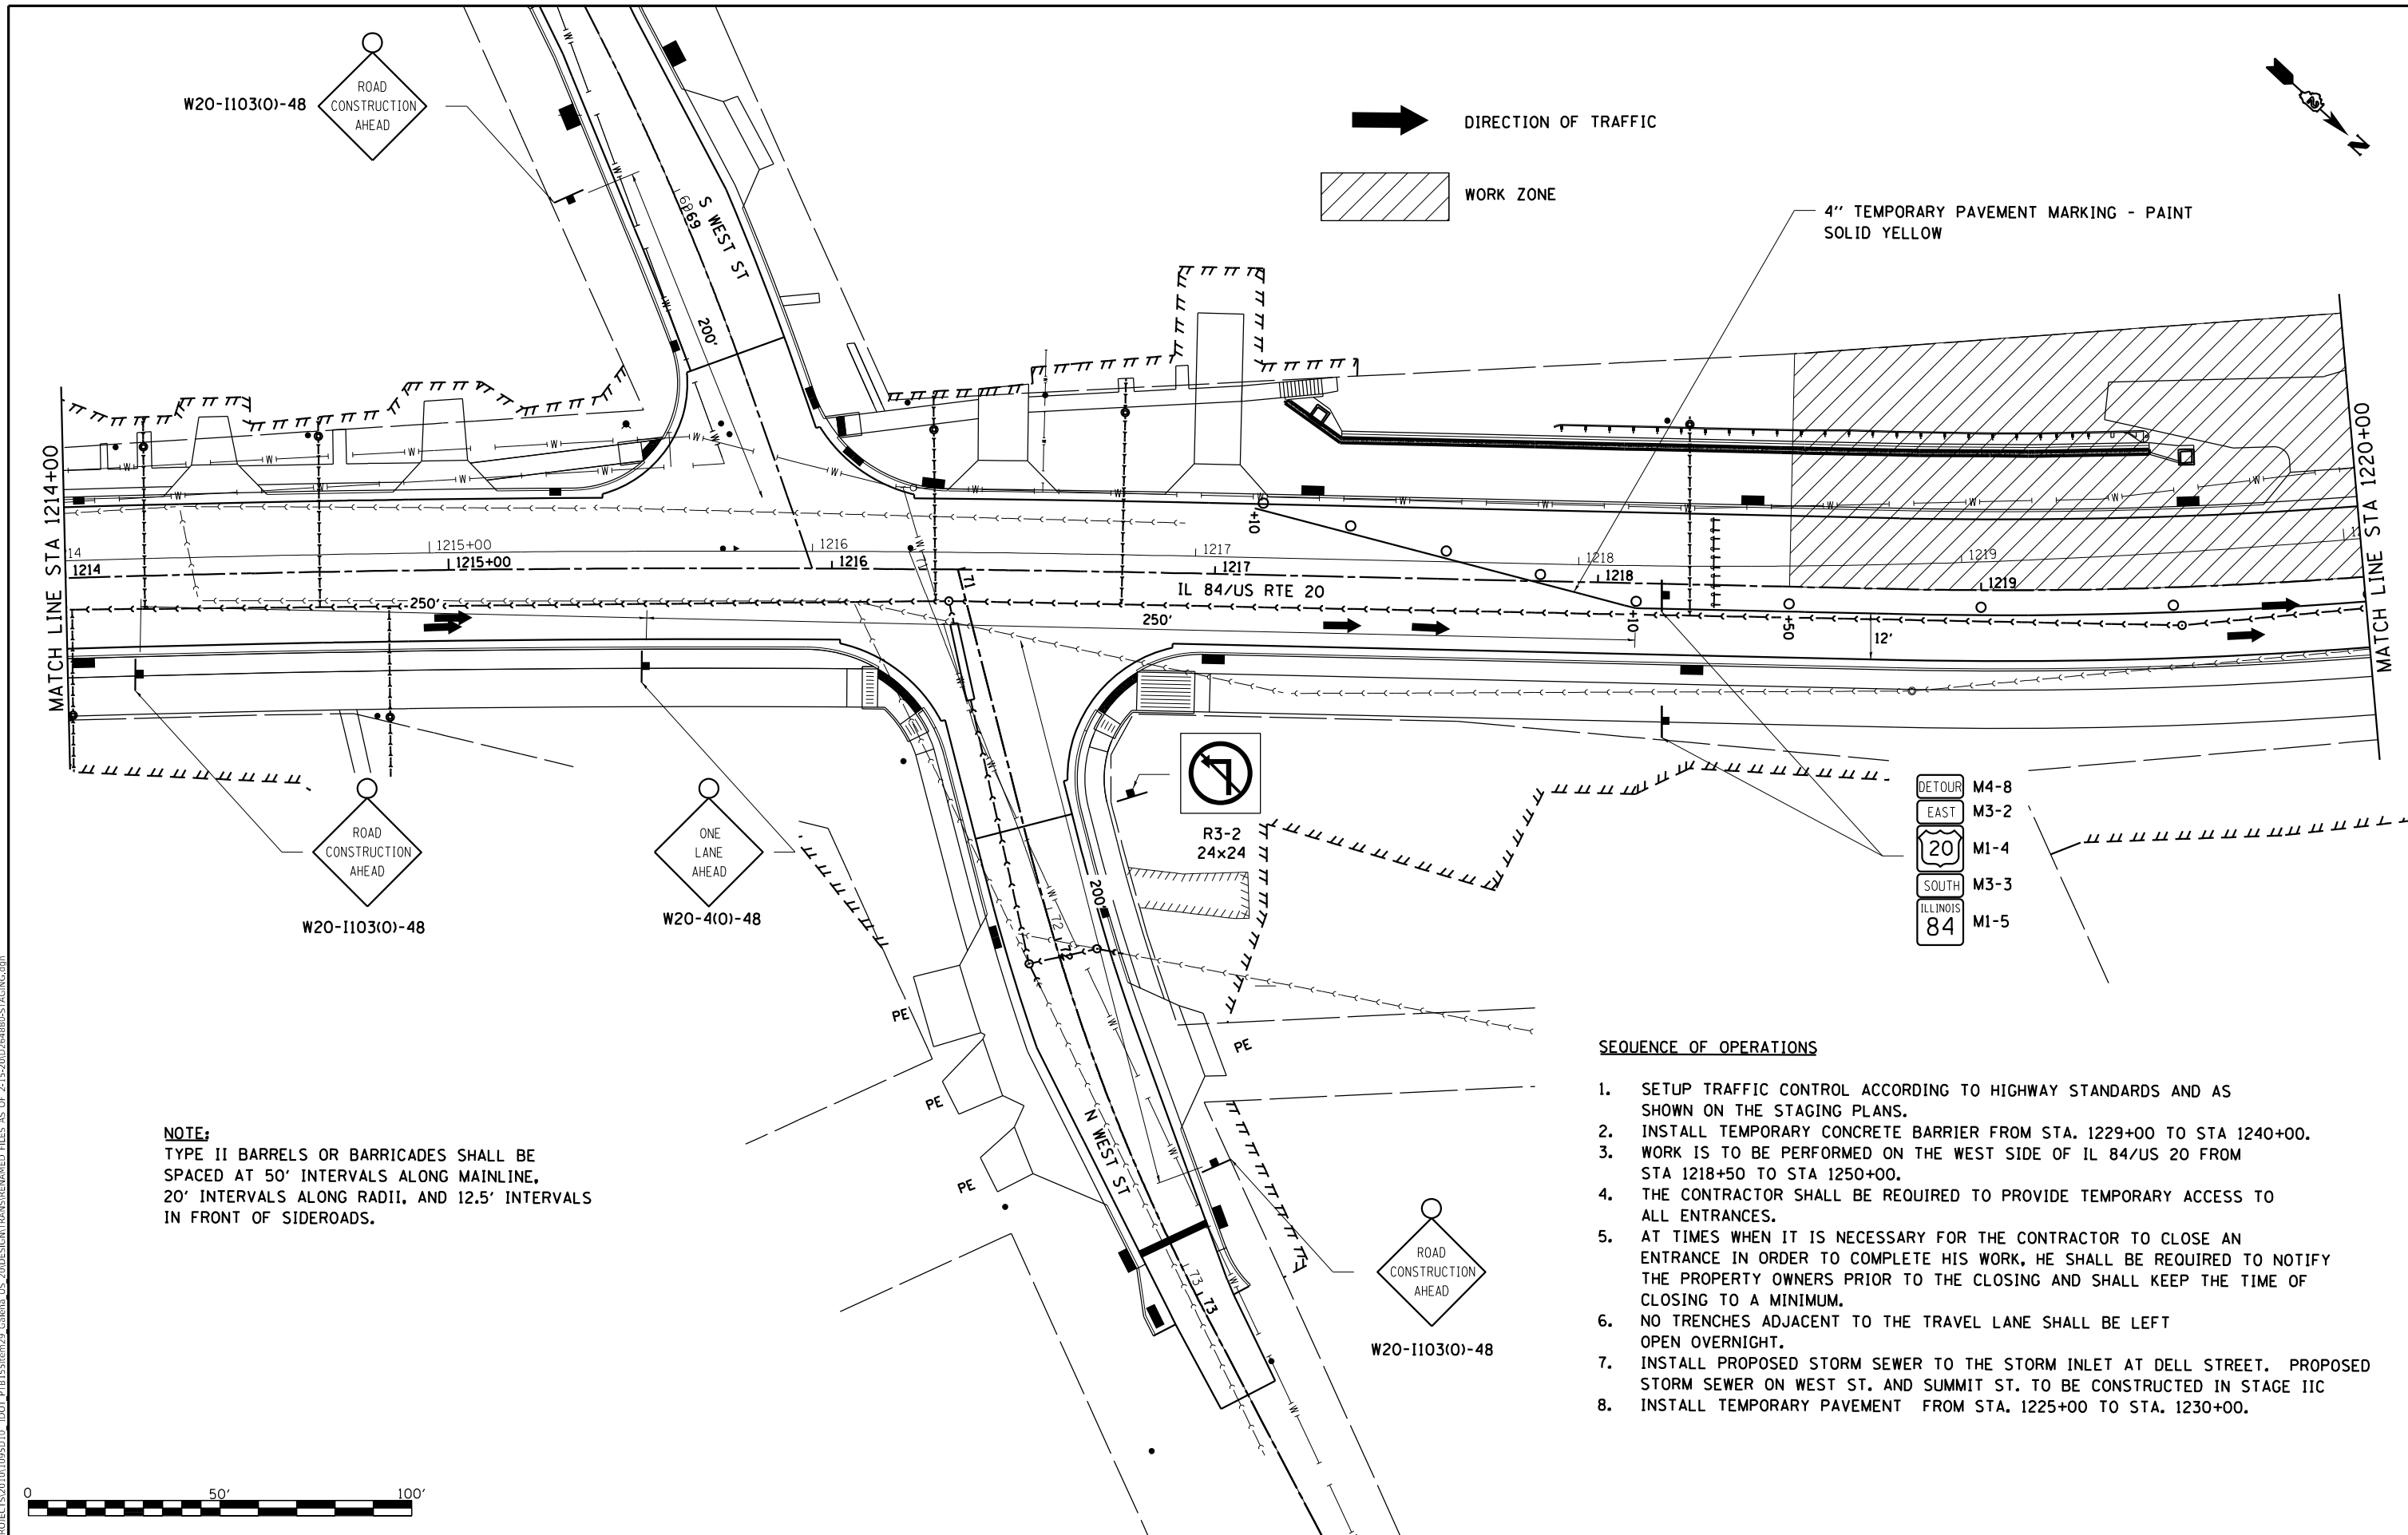 ROAD
CONSTRUCTION
AHEAD
W20-I103(O)-48
DIRECTION OF TRAFFIC
WORK ZONE
N
4'' TEMPORARY PAVEMENT MARKING - PAINT
SOLID YELLOW
S WEST ST
69
200'
MATCH LINE STA 1214+00
1214
1215+00
1215+00
1216
1216
1217
1217
1218
1218
1219
1219
IL 84/US RTE 20
250'
250'
+10
+10
+50
12'
71
MATCH LINE STA 1220+00
ROAD
CONSTRUCTION
AHEAD
W20-I103(O)-48
ONE
LANE
AHEAD
W20-4(O)-48
R3-2
24x24
DETOUR M4-8
EAST M3-2
20 M1-4
SOUTH M3-3
ILLINOIS
84 M1-5
200'
72
72
PE
PE
PE
PE
N WEST ST
73
73
ROAD
CONSTRUCTION
AHEAD
W20-I103(O)-48
NOTE:
TYPE II BARRELS OR BARRICADES SHALL BE
SPACED AT 50' INTERVALS ALONG MAINLINE,
20' INTERVALS ALONG RADII, AND 12.5' INTERVALS
IN FRONT OF SIDEROADS.
SEQUENCE OF OPERATIONS
1. SETUP TRAFFIC CONTROL ACCORDING TO HIGHWAY STANDARDS AND AS
SHOWN ON THE STAGING PLANS.
2. INSTALL TEMPORARY CONCRETE BARRIER FROM STA. 1229+00 TO STA 1240+00.
3. WORK IS TO BE PERFORMED ON THE WEST SIDE OF IL 84/US 20 FROM
STA 1218+50 TO STA 1250+00.
4. THE CONTRACTOR SHALL BE REQUIRED TO PROVIDE TEMPORARY ACCESS TO
ALL ENTRANCES.
5. AT TIMES WHEN IT IS NECESSARY FOR THE CONTRACTOR TO CLOSE AN
ENTRANCE IN ORDER TO COMPLETE HIS WORK, HE SHALL BE REQUIRED TO NOTIFY
THE PROPERTY OWNERS PRIOR TO THE CLOSING AND SHALL KEEP THE TIME OF
CLOSING TO A MINIMUM.
6. NO TRENCHES ADJACENT TO THE TRAVEL LANE SHALL BE LEFT
OPEN OVERNIGHT.
7. INSTALL PROPOSED STORM SEWER TO THE STORM INLET AT DELL STREET. PROPOSED
STORM SEWER ON WEST ST. AND SUMMIT ST. TO BE CONSTRUCTED IN STAGE IIC
8. INSTALL TEMPORARY PAVEMENT FROM STA. 1225+00 TO STA. 1230+00.
0 50' 100'